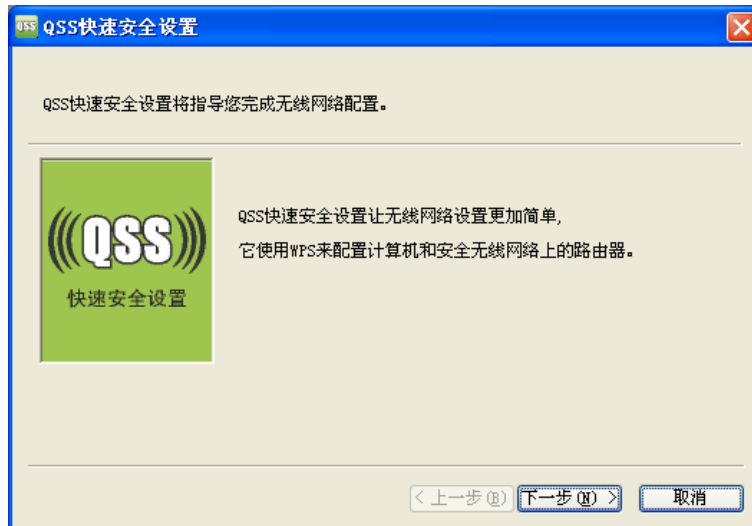 QSS QSS快速安全设置
QSS快速安全设置将指导您完成无线网络配置。
(((QSS)))
快速安全设置
QSS快速安全设置让无线网络设置更加简单,
它使用WPS来配置计算机和安全无线网络上的路由器。
< 上一步(B) 下一步(N) > 取消